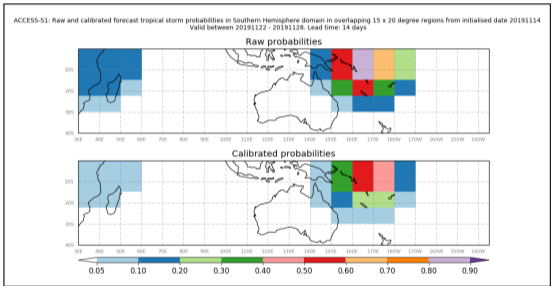 ACCESS-S1: Raw and calibrated forecast tropical storm probabilities in Southern Hemisphere domain in overlapping 15 x 20 degree regions from initialised date 20191114
Valid between 20191122 - 20191128. Lead time: 14 days
Raw probabilities
10S
20S
30S
40S
30E 40E 50E 60E 70E 80E 90E 100E 110E 120E 130E 140E 150E 160E 170E 180W 170W 160W 150W 140W
Calibrated probabilities
10S
20S
30S
40S
30E 40E 50E 60E 70E 80E 90E 100E 110E 120E 130E 140E 150E 160E 170E 180W 170W 160W 150W 140W
0.05 0.10 0.20 0.30 0.40 0.50 0.60 0.70 0.80 0.90